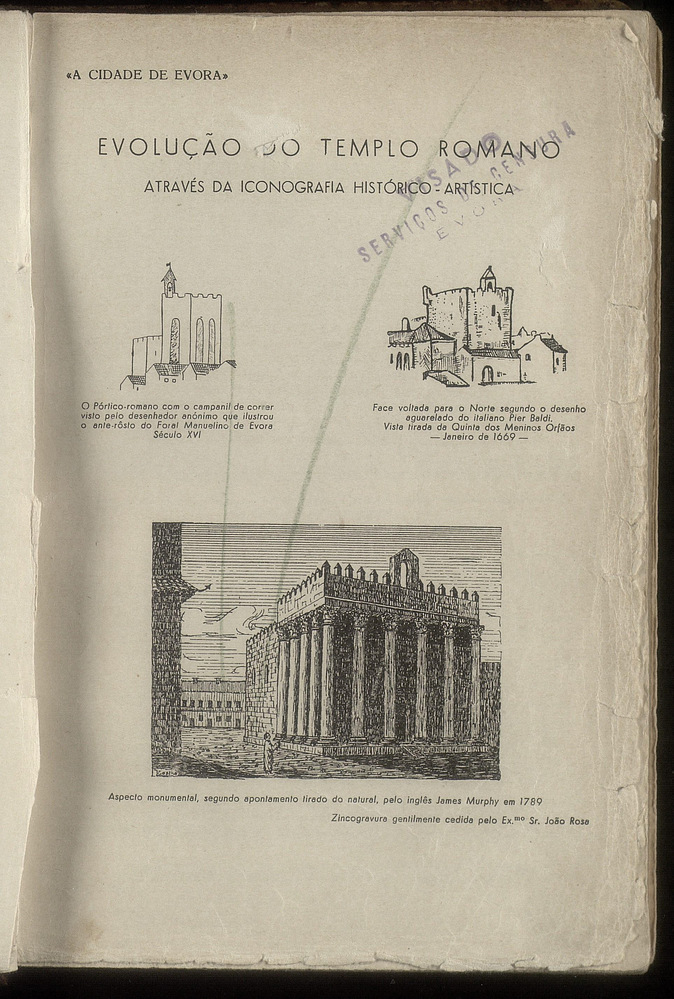 «A CIDADE DE EVORA»
EVOLUÇÃO DO TEMPLO ROMANO
ATRAVÉS DA ICONOGRAFIA HISTÓRICO-ARTÍSTICA
VISADO
SERVIÇOS DE CENSURA
EVORA
O Pórtico-romano com o campanil de correr
visto pelo desenhador anónimo que ilustrou
o ante-rôsto do Foral Manuelino de Evora
Século XVI
Face voltada para o Norte segundo o desenho
aguarelado do italiano Pier Baldi.
Vista tirada da Quinta dos Meninos Orfãos
— Janeiro de 1669 —
Aspecto monumental, segundo apontamento tirado do natural, pelo inglês James Murphy em 1789
Zincogravura gentilmente cedida pelo Ex.mo Sr. João Rosa